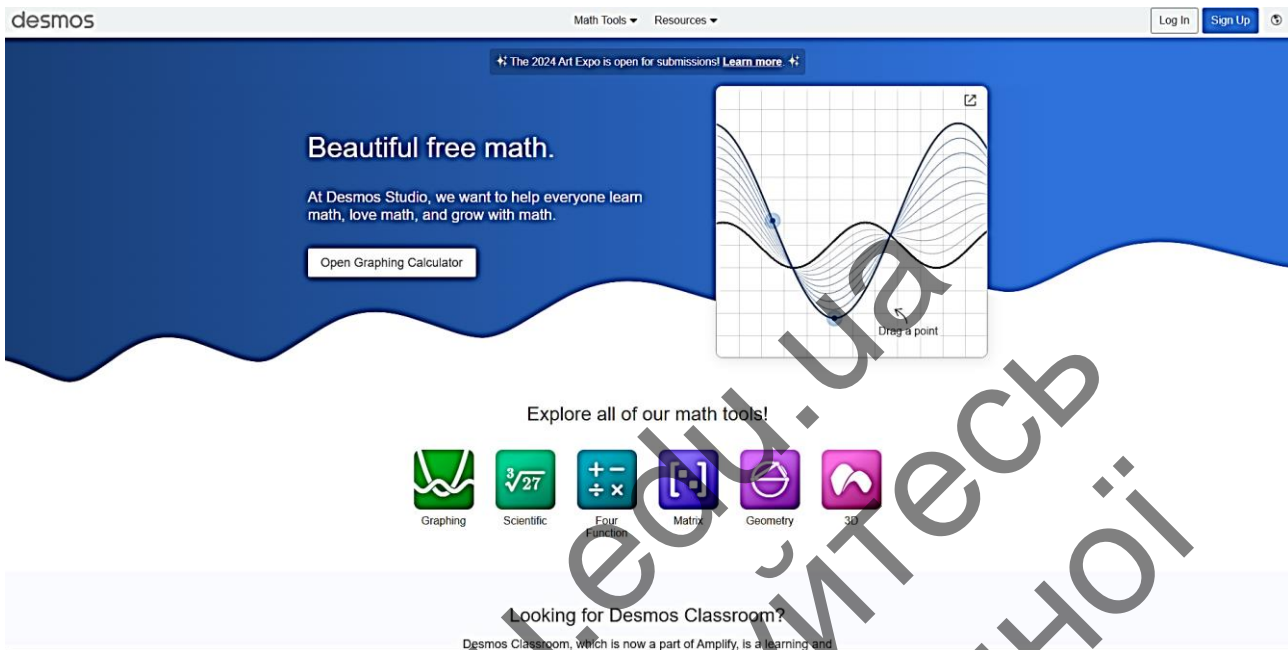 desmos
Math Tools
Resources
Log In
Sign Up
The 2024 Art Expo is open for submissions! Learn more
Beautiful free math.
At Desmos Studio, we want to help everyone learn
math, love math, and grow with math.
Open Graphing Calculator
Drag a point
Explore all of our math tools!
∛27
+ −
÷ ×
Graphing
Scientific
Four
Function
Matrix
Geometry
3D
Looking for Desmos Classroom?
Desmos Classroom, which is now a part of Amplify, is a learning and
.edu.ua